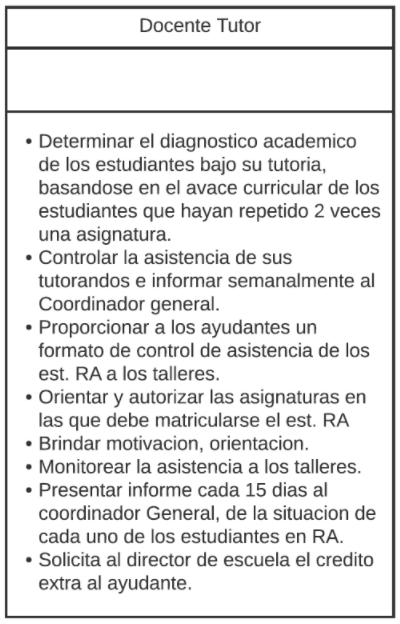 Docente Tutor
• Determinar el diagnostico academico
de los estudiantes bajo su tutoria,
basandose en el avace curricular de los
estudiantes que hayan repetido 2 veces
una asignatura.
• Controlar la asistencia de sus
tutorandos e informar semanalmente al
Coordinador general.
• Proporcionar a los ayudantes un
formato de control de asistencia de los
est. RA a los talleres.
• Orientar y autorizar las asignaturas en
las que debe matricularse el est. RA
• Brindar motivacion, orientacion.
• Monitorear la asistencia a los talleres.
• Presentar informe cada 15 dias al
coordinador General, de la situacion de
cada uno de los estudiantes en RA.
• Solicita al director de escuela el credito
extra al ayudante.